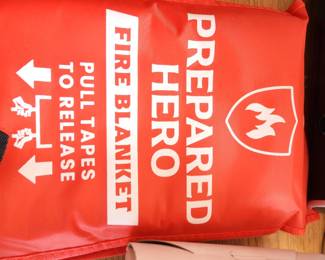 PREPARED
HERO
FIRE BLANKET
PULL TAPES
TO RELEASE